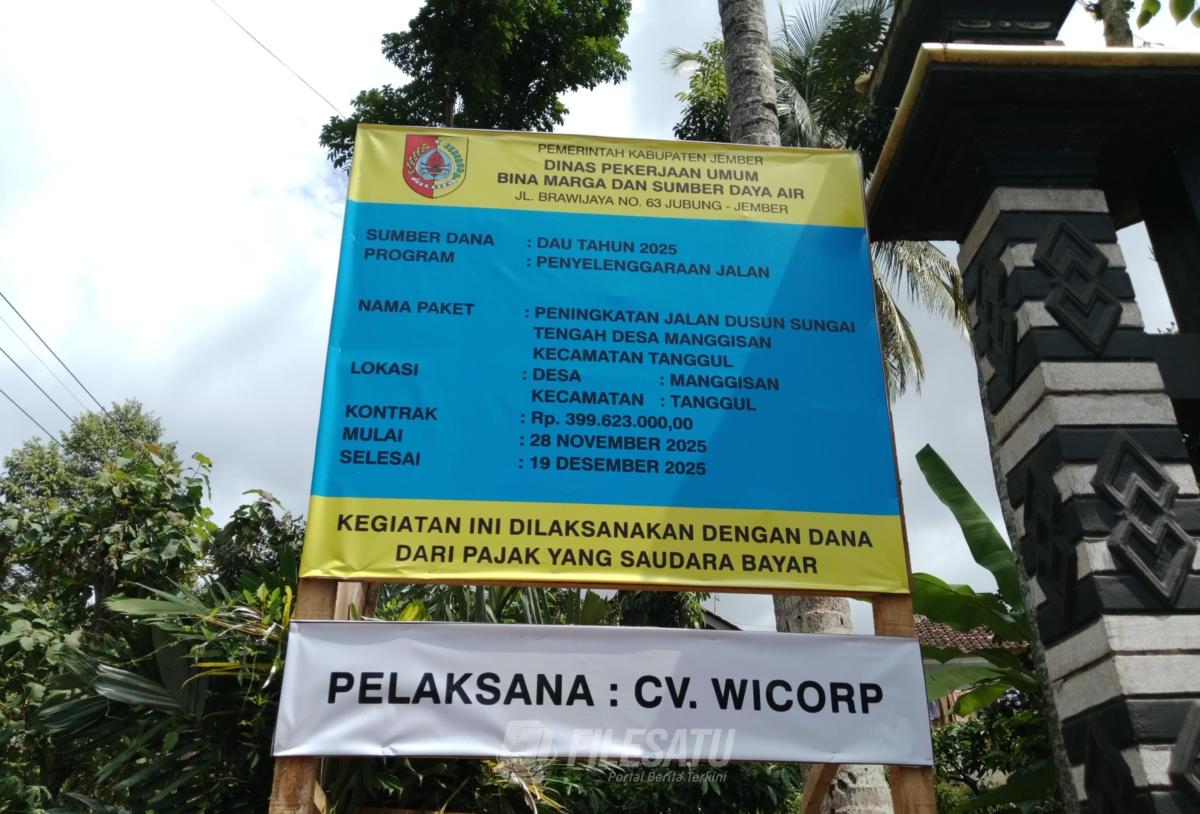 PEMERINTAH KABUPATEN JEMBER
DINAS PEKERJAAN UMUM
BINA MARGA DAN SUMBER DAYA AIR
JL. BRAWIJAYA NO. 63 JUBUNG - JEMBER
SUMBER DANA : DAU TAHUN 2025
PROGRAM : PENYELENGGARAAN JALAN
NAMA PAKET : PENINGKATAN JALAN DUSUN SUNGAI
TENGAH DESA MANGGISAN
KECAMATAN TANGGUL
LOKASI : DESA : MANGGISAN
KECAMATAN : TANGGUL
KONTRAK : Rp. 399.623.000,00
MULAI : 28 NOVEMBER 2025
SELESAI : 19 DESEMBER 2025
KEGIATAN INI DILAKSANAKAN DENGAN DANA
DARI PAJAK YANG SAUDARA BAYAR
PELAKSANA : CV. WICORP
FILESATU
Portal Berita Terkini